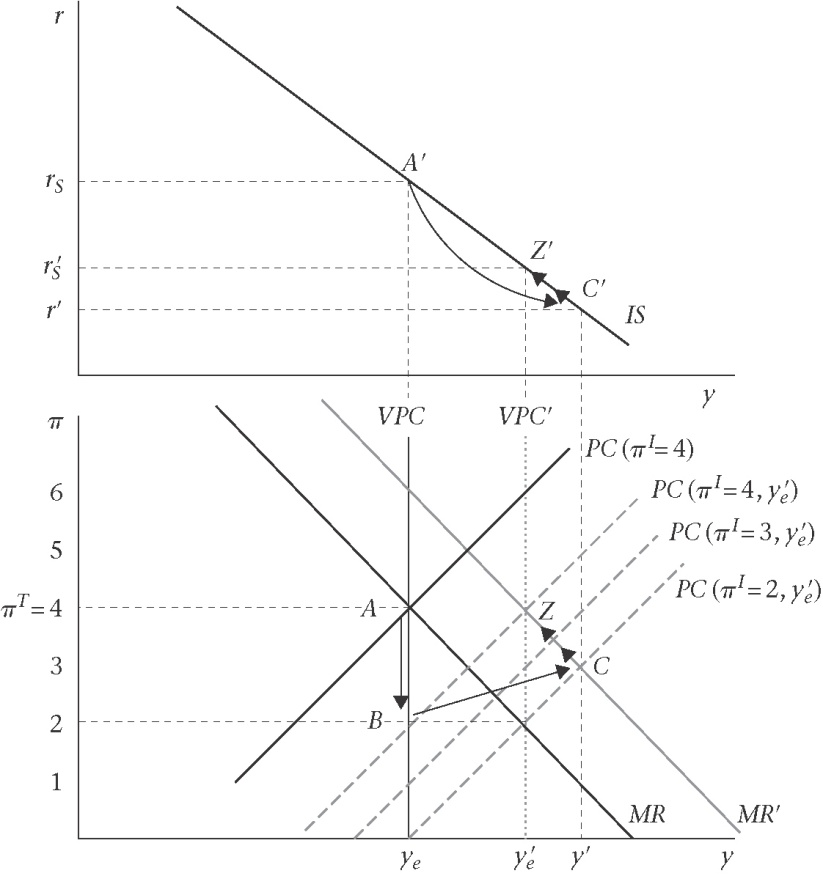 r
A′
r_S
Z′
r′_S
C′
r′
IS
y
π
VPC
VPC′
PC (π^I = 4)
6
PC (π^I = 4, y′_e)
5
PC (π^I = 3, y′_e)
PC (π^I = 2, y′_e)
π^T = 4
A
Z
3
C
2
B
1
MR
MR′
y_e
y′_e
y′
y